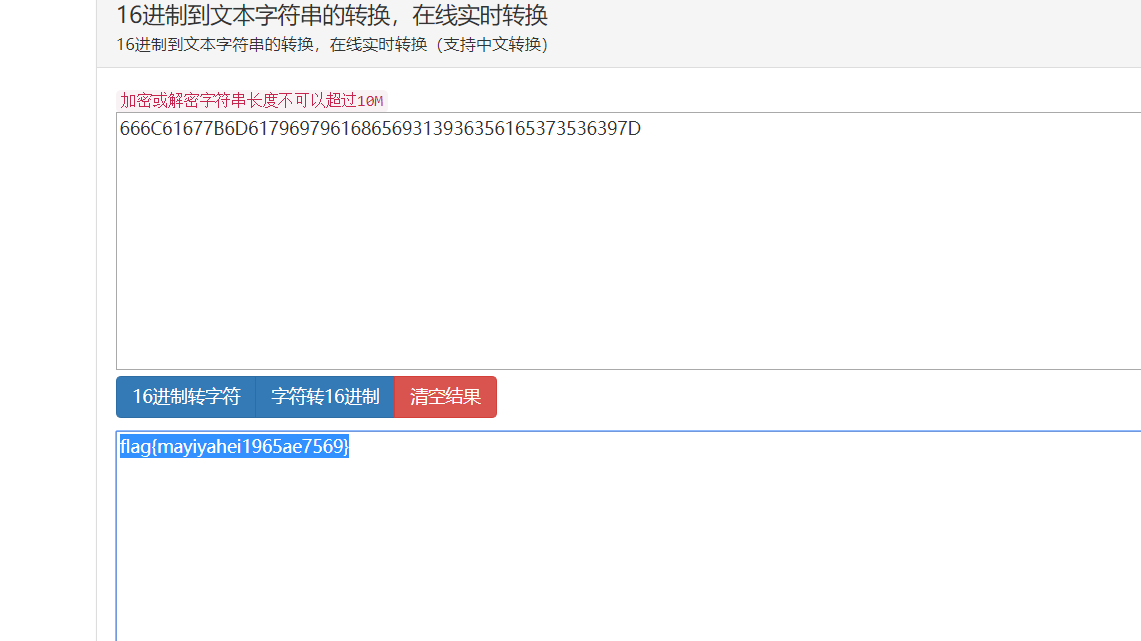 16进制到文本字符串的转换，在线实时转换
16进制到文本字符串的转换，在线实时转换（支持中文转换）
加密或解密字符串长度不可以超过10M
666C61677B6D6179697961686569313936356165373536397D
16进制转字符 字符转16进制 清空结果
flag{mayiyahei1965ae7569}